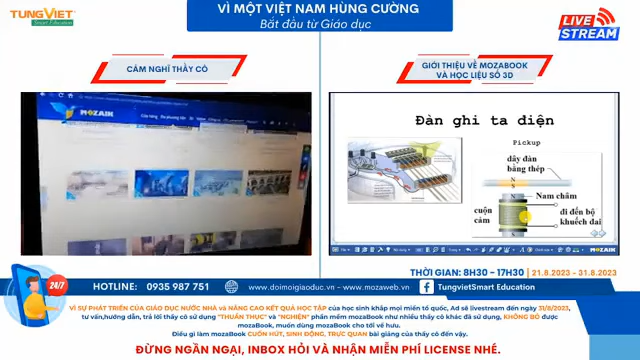 TUNG VIET
Smart Education
VÌ MỘT VIỆT NAM HÙNG CƯỜNG
Bắt đầu từ Giáo dục
LIVE
STREAM
CẢM NGHĨ THẦY CÔ
GIỚI THIỆU VỀ MOZABOOK
VÀ HỌC LIỆU SỐ 3D
MOZAIK
Đàn ghi ta điện
Pickup
dây đàn
bằng thép
N
S
N
Nam châm
cuộn
cảm
đi đến bộ
khuếch đại
S
MOZAIK
THỜI GIAN: 8H30 - 17H30 | 21.8.2023 - 31.8.2023
24/7
HOTLINE: 0935 987 751
www.doimoigiaoduc.vn - www.mozaweb.vn
TungvietSmart Education
VÌ SỰ PHÁT TRIỂN CỦA GIÁO DỤC NƯỚC NHÀ VÀ NÂNG CAO KẾT QUẢ HỌC TẬP của học sinh khắp mọi miền tổ quốc, Ad sẽ livestream đến ngày 31/8/2023,
tư vấn,hướng dẫn, trả lời thầy cô sử dụng "THUẦN THỤC" và "NGHIỆN" phần mềm mozaBook như nhiều thầy cô khác đã sử dụng, KHÔNG BỎ được
mozaBook, muốn dùng mozaBook cho tới về hưu.
Điều gì làm mozaBook CUỐN HÚT, SINH ĐỘNG, TRỰC QUAN bài giảng của thầy cô đến vậy.
ĐỪNG NGẦN NGẠI, INBOX HỎI VÀ NHẬN MIỄN PHÍ LICENSE NHÉ.